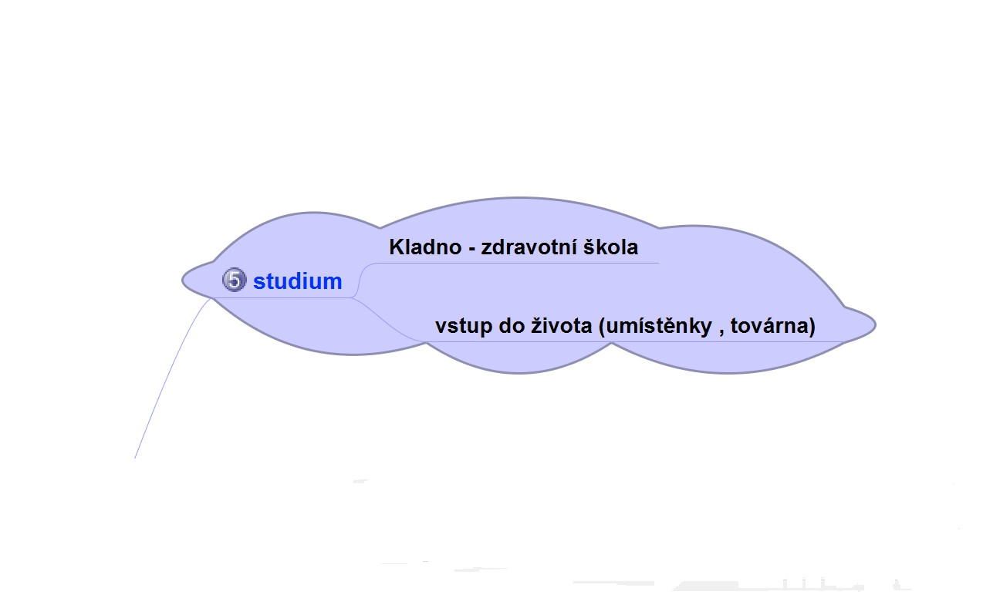 Kladno - zdravotní škola
5 studium
vstup do života (umístěnky , továrna)